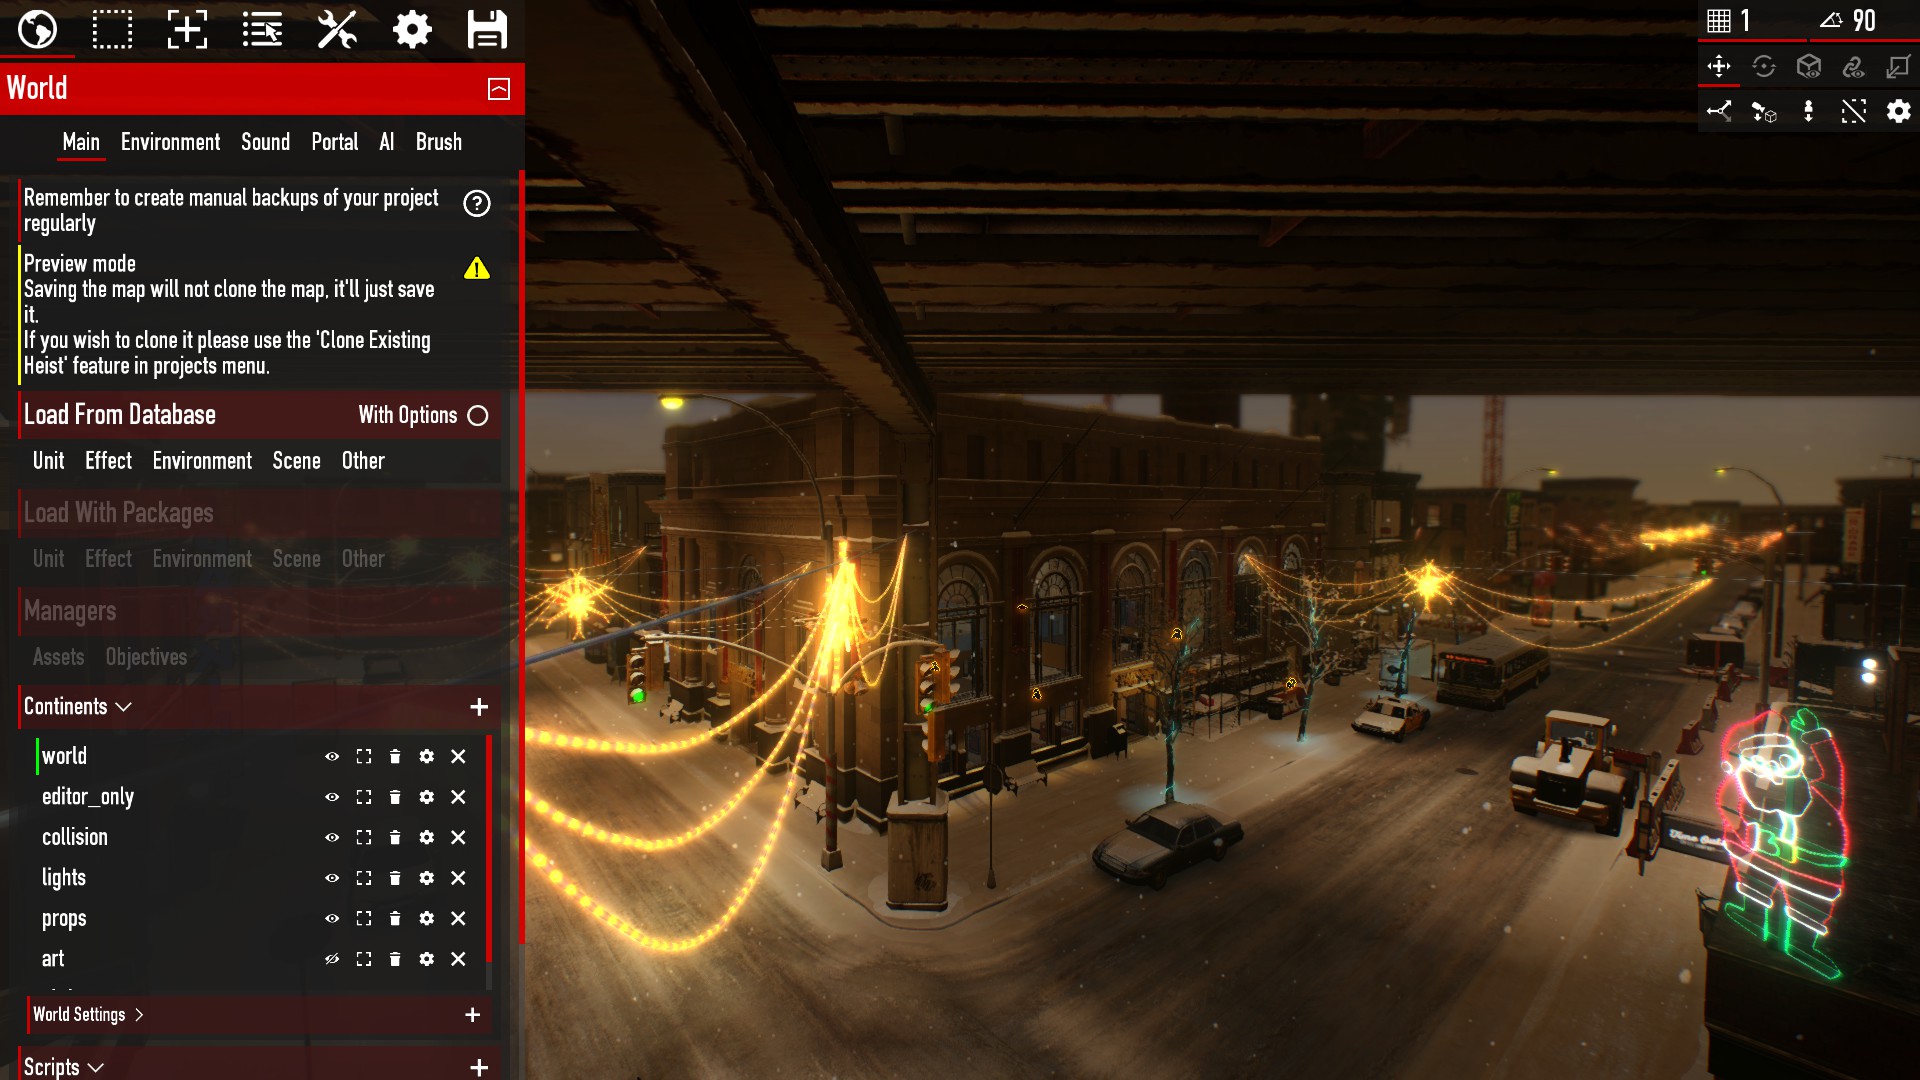 1
90
World
Main Environment Sound Portal AI Brush
Remember to create manual backups of your project
regularly
Preview mode
Saving the map will not clone the map, it'll just save
it.
If you wish to clone it please use the 'Clone Existing
Heist' feature in projects menu.
Load From Database With Options
Unit Effect Environment Scene Other
Load With Packages
Unit Effect Environment Scene Other
Managers
Assets Objectives
Continents
world
editor_only
collision
lights
props
art
World Settings
Scripts